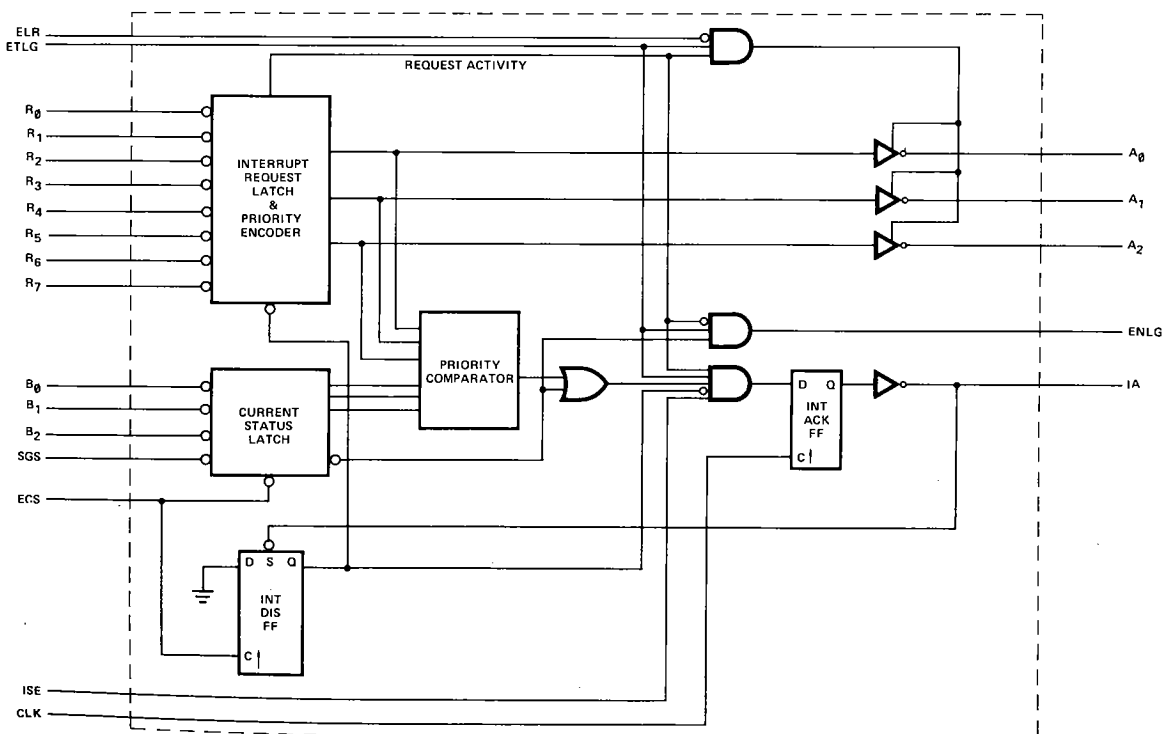 ELR
ETLG
REQUEST ACTIVITY
R0
R1
R2
R3
R4
R5
R6
R7
INTERRUPT
REQUEST
LATCH
&
PRIORITY
ENCODER
A0
A1
A2
PRIORITY
COMPARATOR
ENLG
B0
B1
B2
SGS
CURRENT
STATUS
LATCH
D Q
INT
ACK
FF
C
IA
ECS
D S Q
INT
DIS
FF
C
ISE
CLK